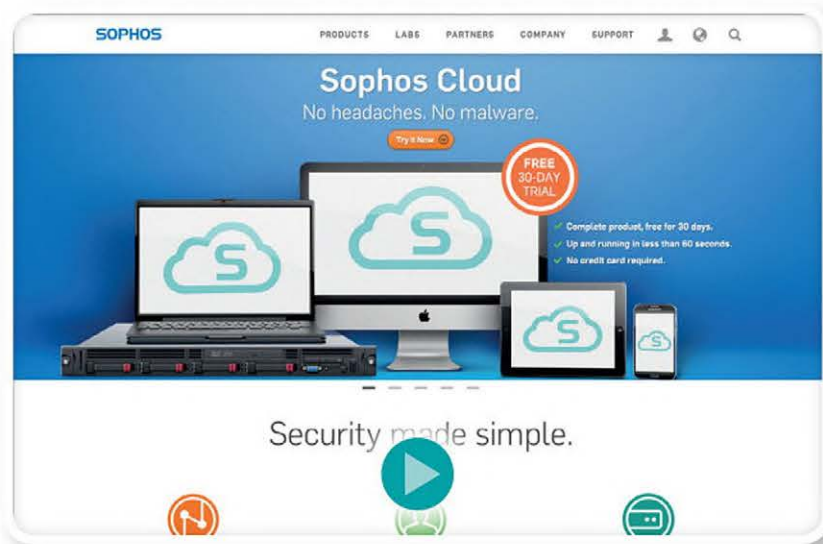 SOPHOS
PRODUCTS LABS PARTNERS COMPANY SUPPORT
Sophos Cloud
No headaches. No malware.
Try it Now
FREE
30-DAY
TRIAL
Complete product, free for 30 days.
Up and running in less than 60 seconds.
No credit card required.
S
S
S
S
Security made simple.